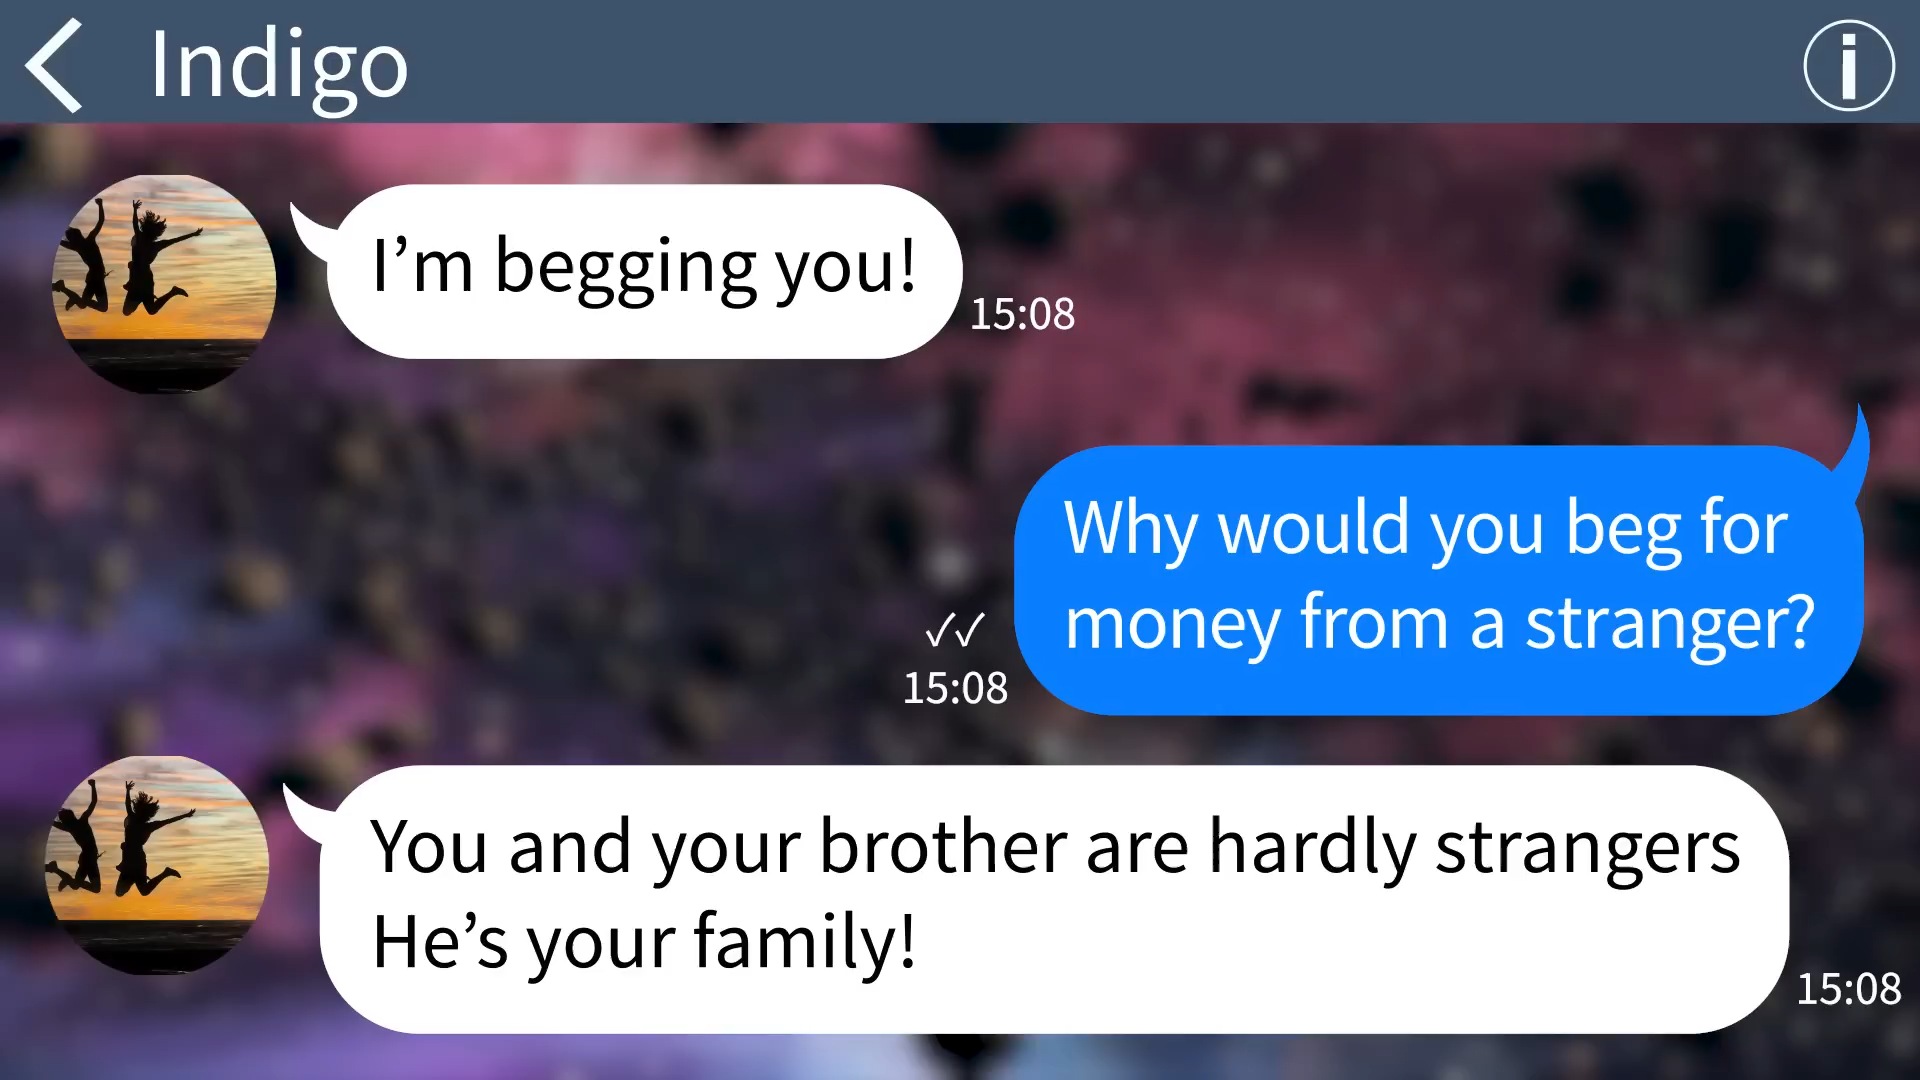 Indigo
I’m begging you!
15:08
Why would you beg for
money from a stranger?
✓✓
15:08
You and your brother are hardly strangers
He’s your family!
15:08